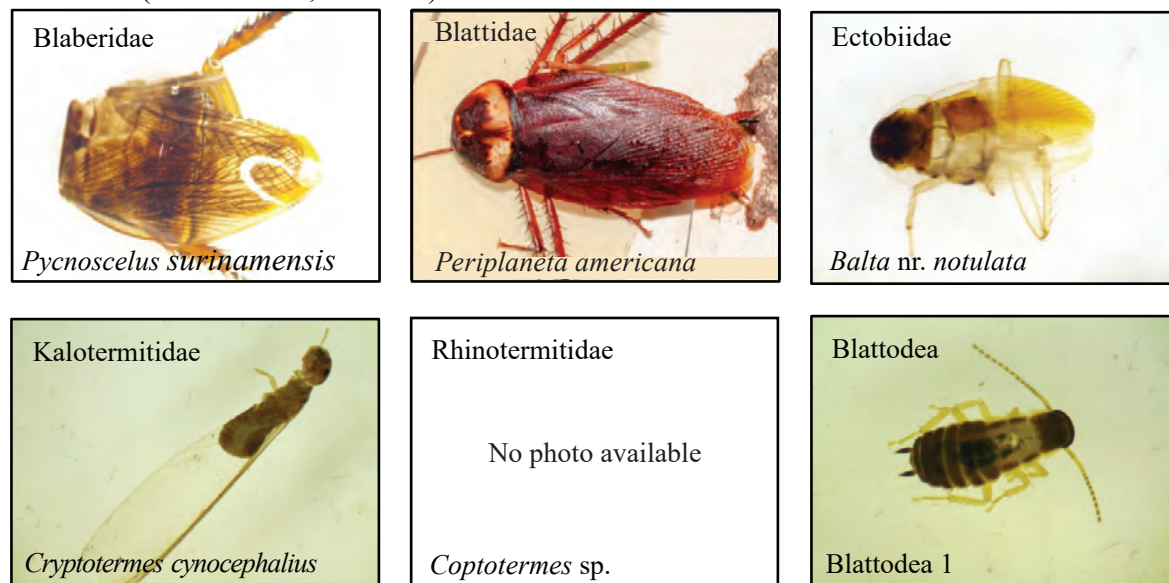 Blaberidae
Pycnoscelus surinamensis
Blattidae
Periplaneta americana
Ectobiidae
Balta nr. notulata
Kalotermitidae
Cryptotermes cynocephalius
Rhinotermitidae
No photo available
Coptotermes sp.
Blattodea
Blattodea 1